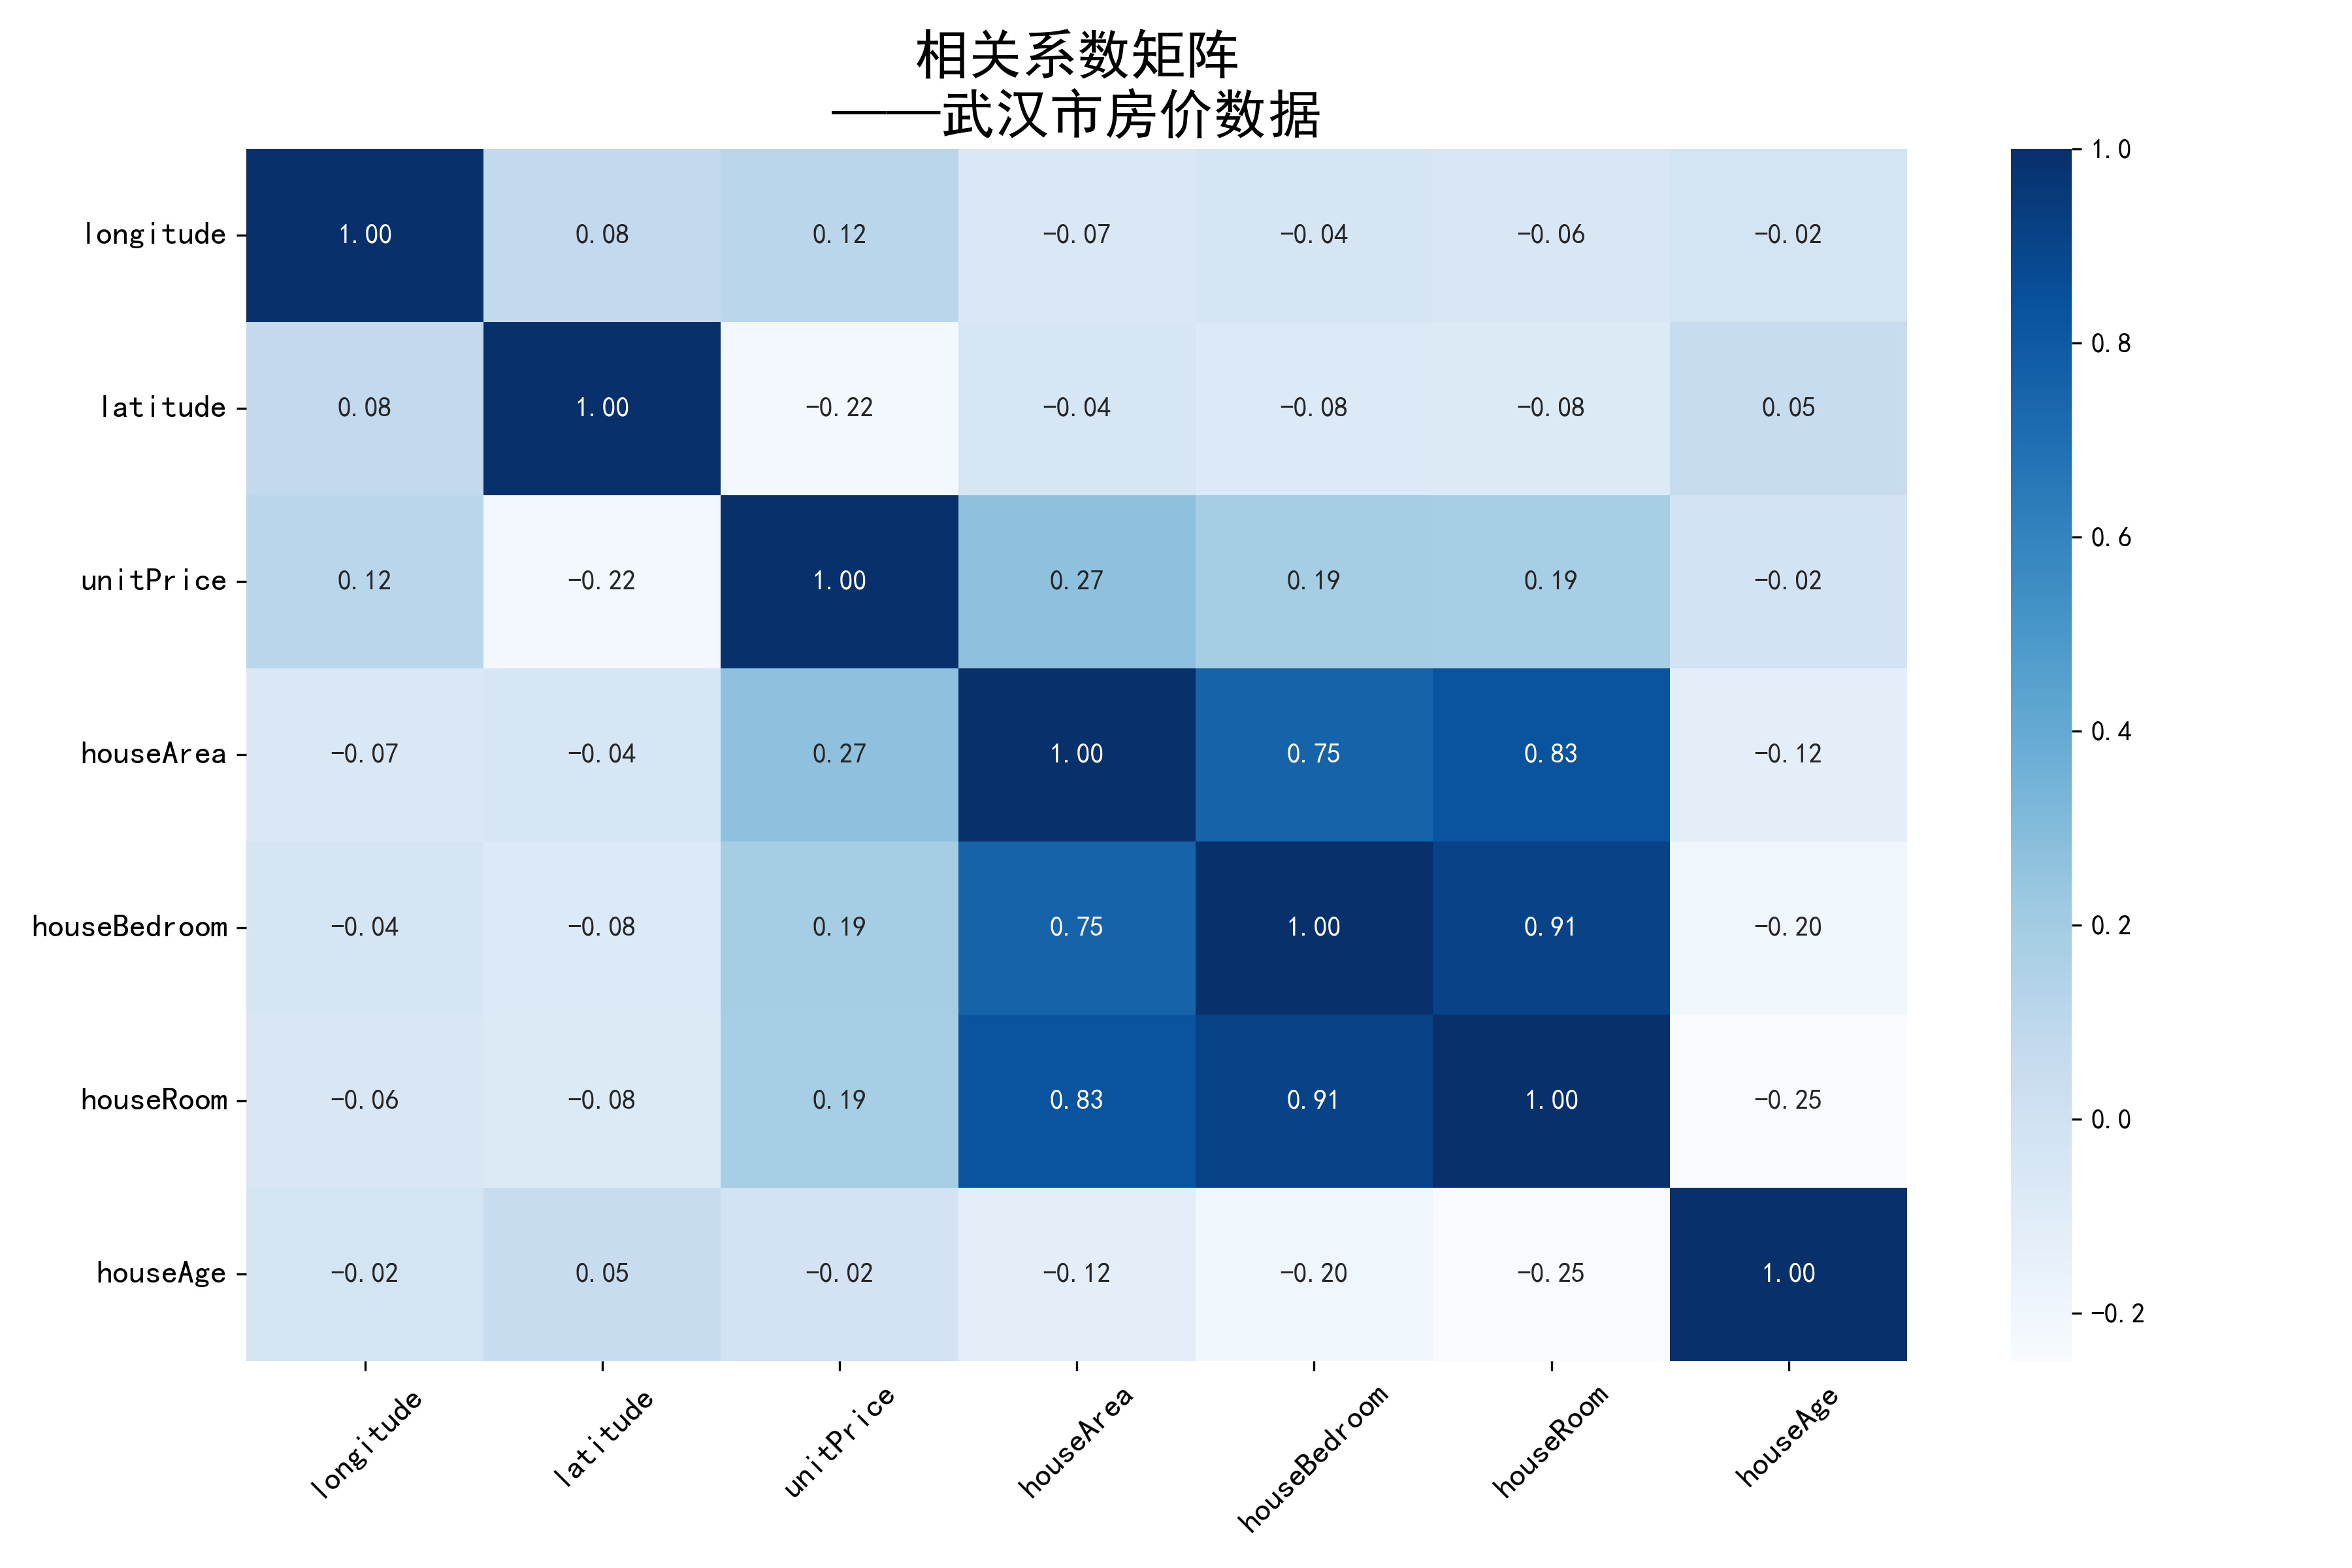 相关系数矩阵
——武汉市房价数据
longitude 1.00 0.08 0.12 -0.07 -0.04 -0.06 -0.02
latitude 0.08 1.00 -0.22 -0.04 -0.08 -0.08 0.05
unitPrice 0.12 -0.22 1.00 0.27 0.19 0.19 -0.02
houseArea -0.07 -0.04 0.27 1.00 0.75 0.83 -0.12
houseBedroom -0.04 -0.08 0.19 0.75 1.00 0.91 -0.20
houseRoom -0.06 -0.08 0.19 0.83 0.91 1.00 -0.25
houseAge -0.02 0.05 -0.02 -0.12 -0.20 -0.25 1.00
longitude latitude unitPrice houseArea houseBedroom houseRoom houseAge
1.0
0.8
0.6
0.4
0.2
0.0
-0.2